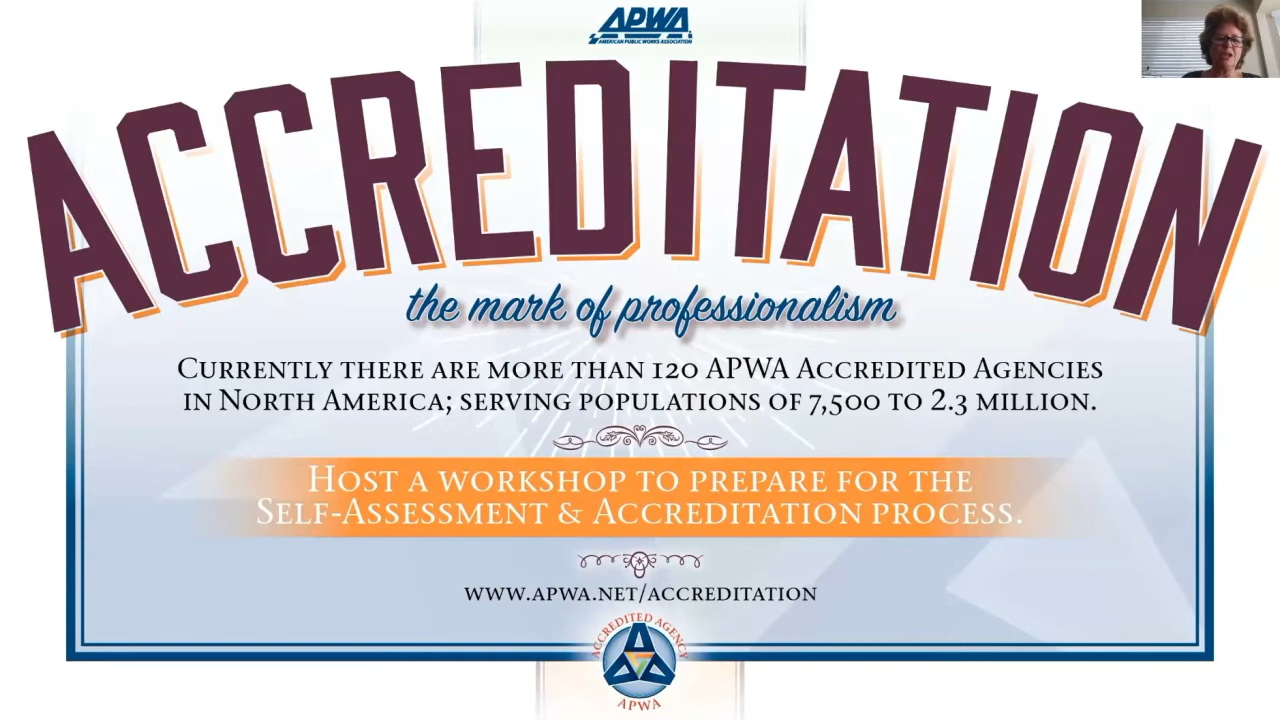 APWA
AMERICAN PUBLIC WORKS ASSOCIATION
ACCREDITATION
the mark of professionalism
Currently there are more than 120 APWA Accredited Agencies
in North America; serving populations of 7,500 to 2.3 million.
Host a workshop to prepare for the
Self-Assessment & Accreditation process.
www.apwa.net/accreditation
ACCREDITED AGENCY
APWA